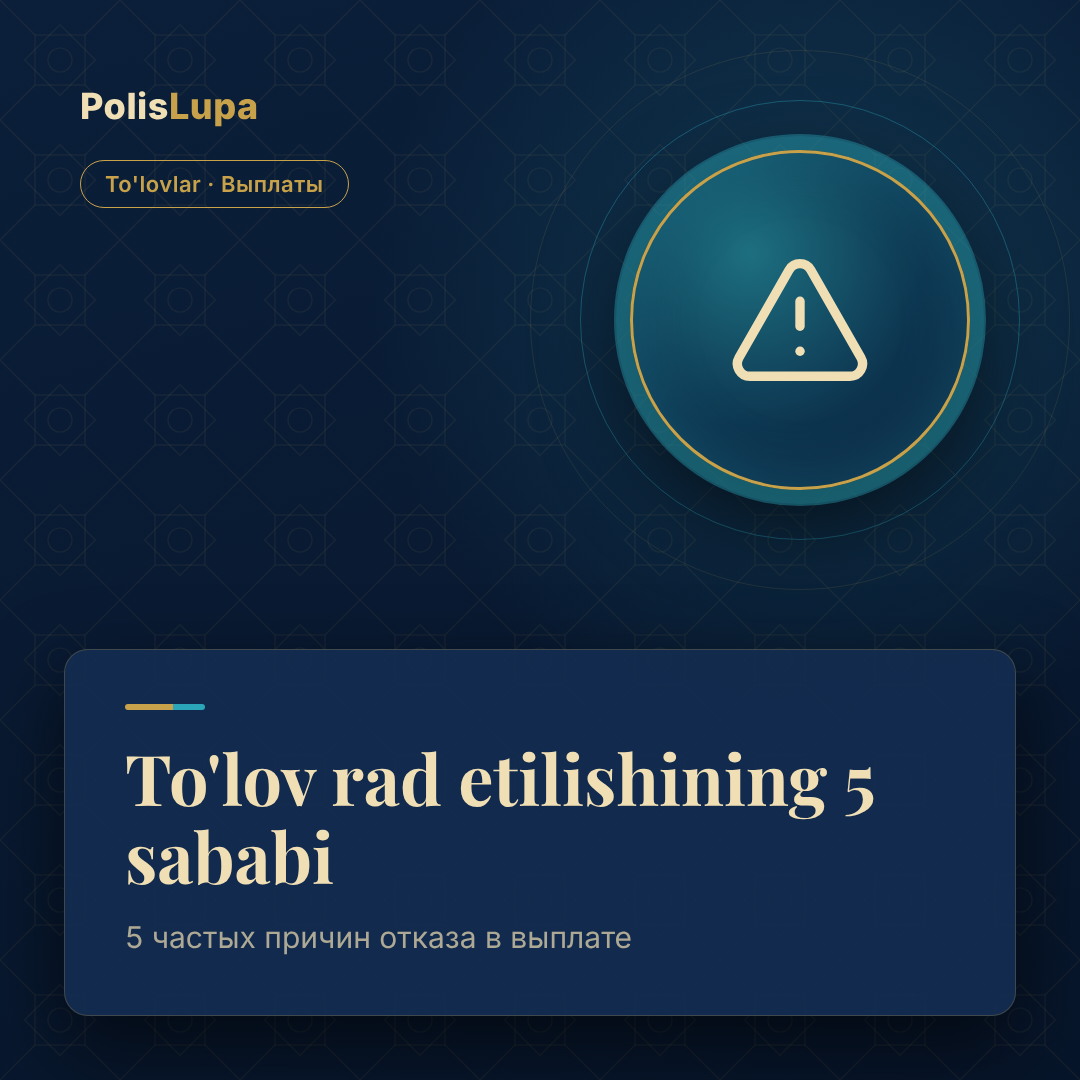 PolisLupa
To'lovlar · Выплаты
To'lov rad etilishining 5
sababi
5 частых причин отказа в выплате